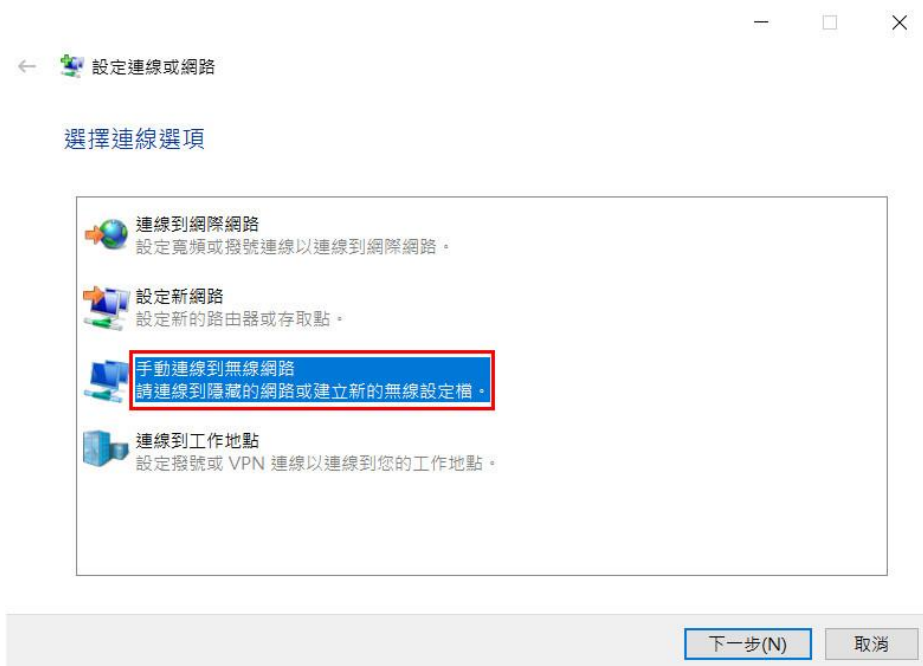 設定連線或網路
選擇連線選項
連線到網際網路
設定寬頻或撥號連線以連線到網際網路。
設定新網路
設定新的路由器或存取點。
手動連線到無線網路
請連線到隱藏的網路或建立新的無線設定檔。
連線到工作地點
設定撥號或 VPN 連線以連線到您的工作地點。
下一步(N)
取消